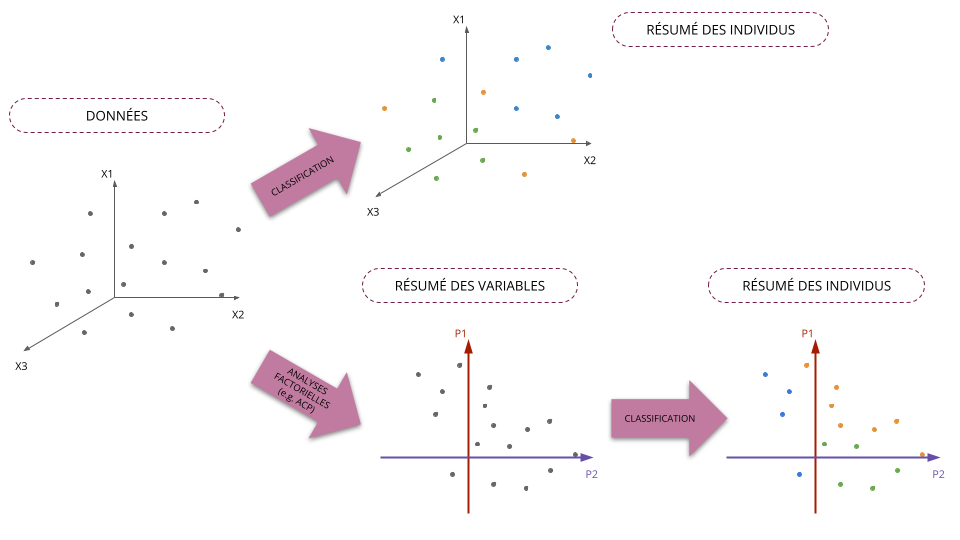 X1
RÉSUMÉ DES INDIVIDUS
DONNÉES
CLASSIFICATION
X2
X1
X3
RÉSUMÉ DES VARIABLES
RÉSUMÉ DES INDIVIDUS
X2
P1
P1
X3
ANALYSES
FACTORIELLES
(e.g. ACP)
CLASSIFICATION
P2
P2